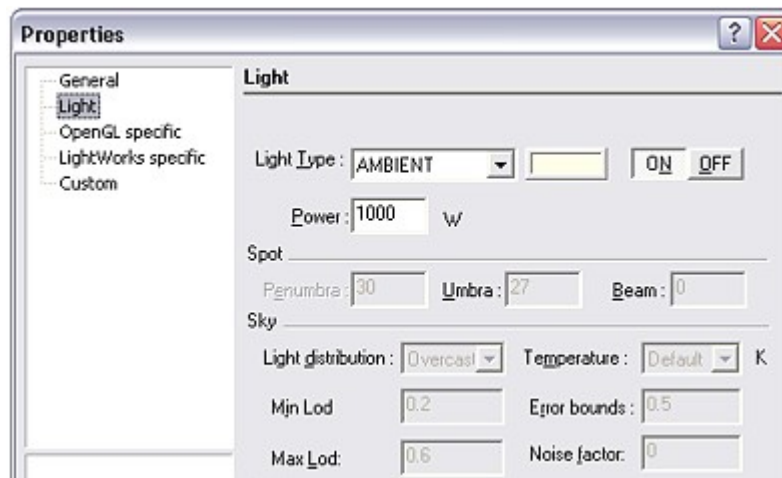 Properties ?
General
Light
OpenGL specific
LightWorks specific
Custom
Light
Light Type : AMBIENT ON OFF
Power : 1000 W
Spot
Penumbra : 30 Umbra : 27 Beam : 0
Sky
Light distribution : Overcast Temperature : Default K
Min Lod 0.2 Error bounds : 0.5
Max Lod: 0.6 Noise factor: 0